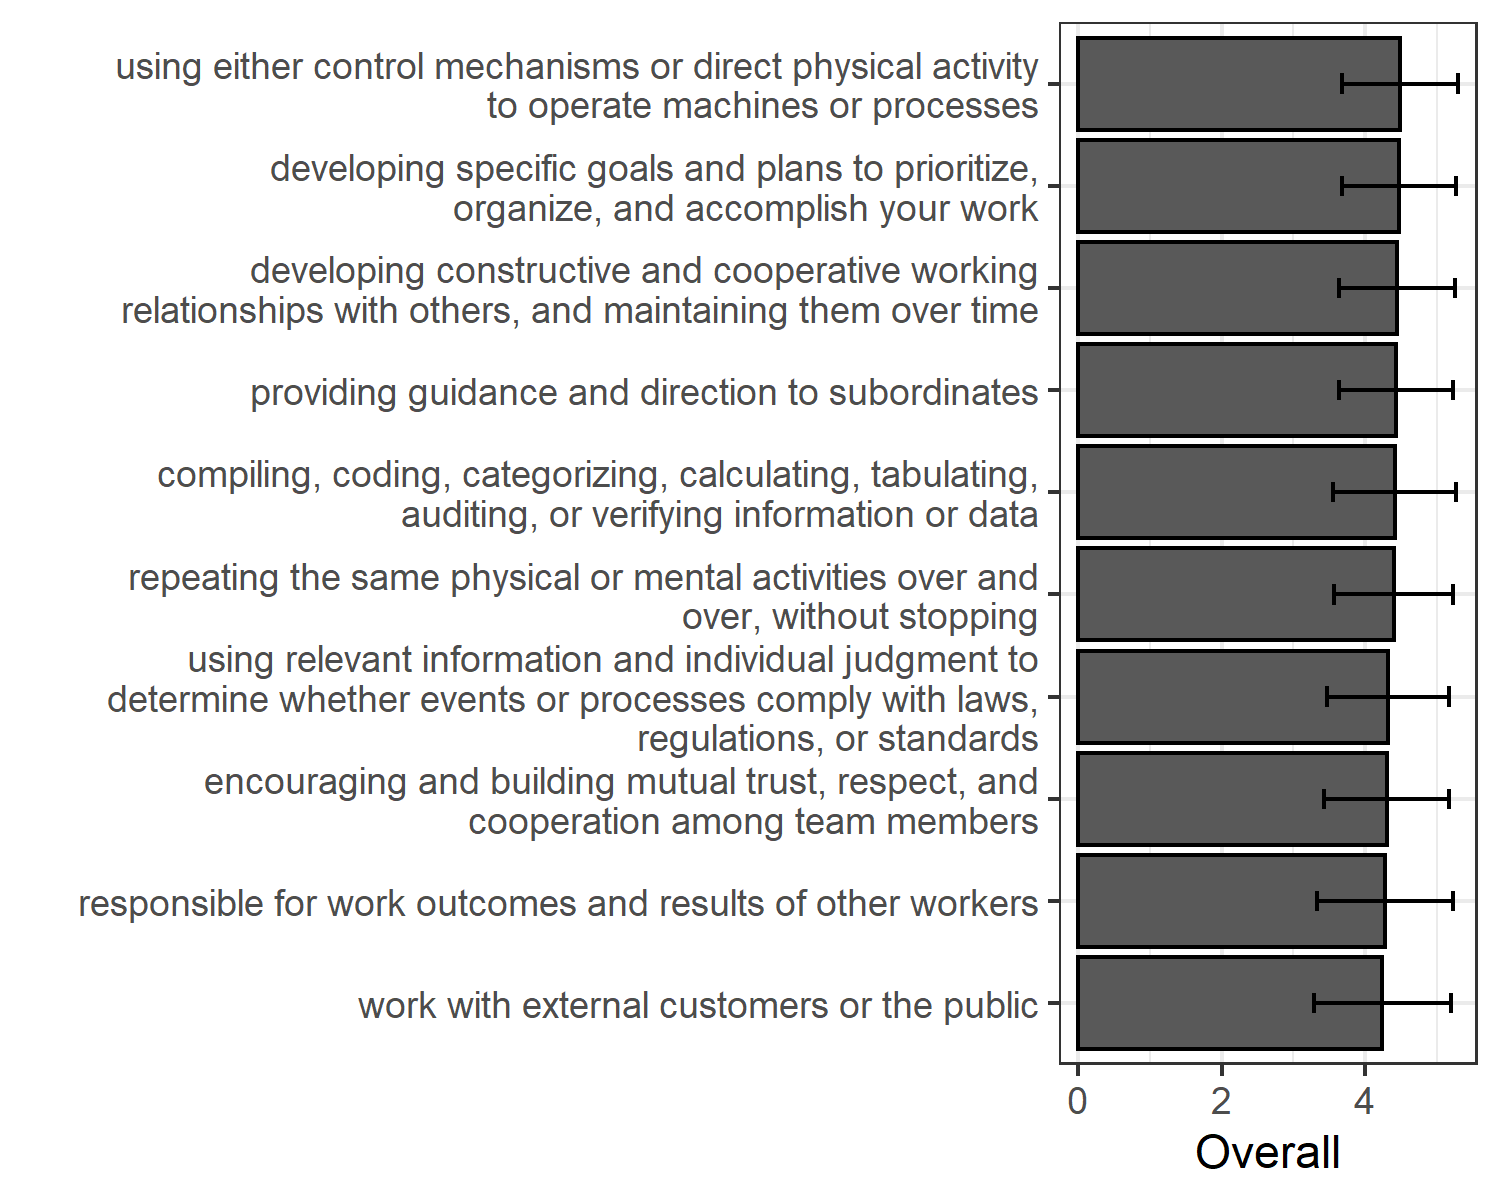 using either control mechanisms or direct physical activity
to operate machines or processes
developing specific goals and plans to prioritize,
organize, and accomplish your work
developing constructive and cooperative working
relationships with others, and maintaining them over time
providing guidance and direction to subordinates
compiling, coding, categorizing, calculating, tabulating,
auditing, or verifying information or data
repeating the same physical or mental activities over and
over, without stopping
using relevant information and individual judgment to
determine whether events or processes comply with laws,
regulations, or standards
encouraging and building mutual trust, respect, and
cooperation among team members
responsible for work outcomes and results of other workers
work with external customers or the public
0 2 4
Overall